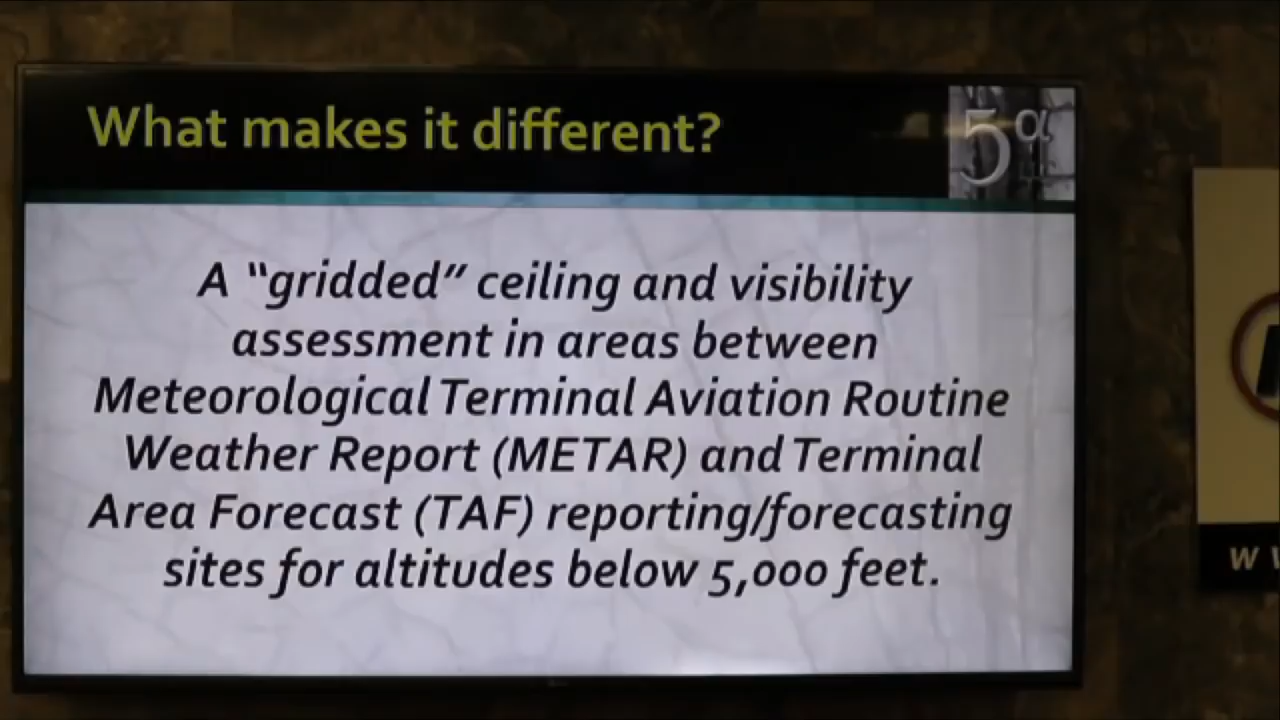 What makes it different?
5α
A “gridded” ceiling and visibility
assessment in areas between
Meteorological Terminal Aviation Routine
Weather Report (METAR) and Terminal
Area Forecast (TAF) reporting/forecasting
sites for altitudes below 5,000 feet.